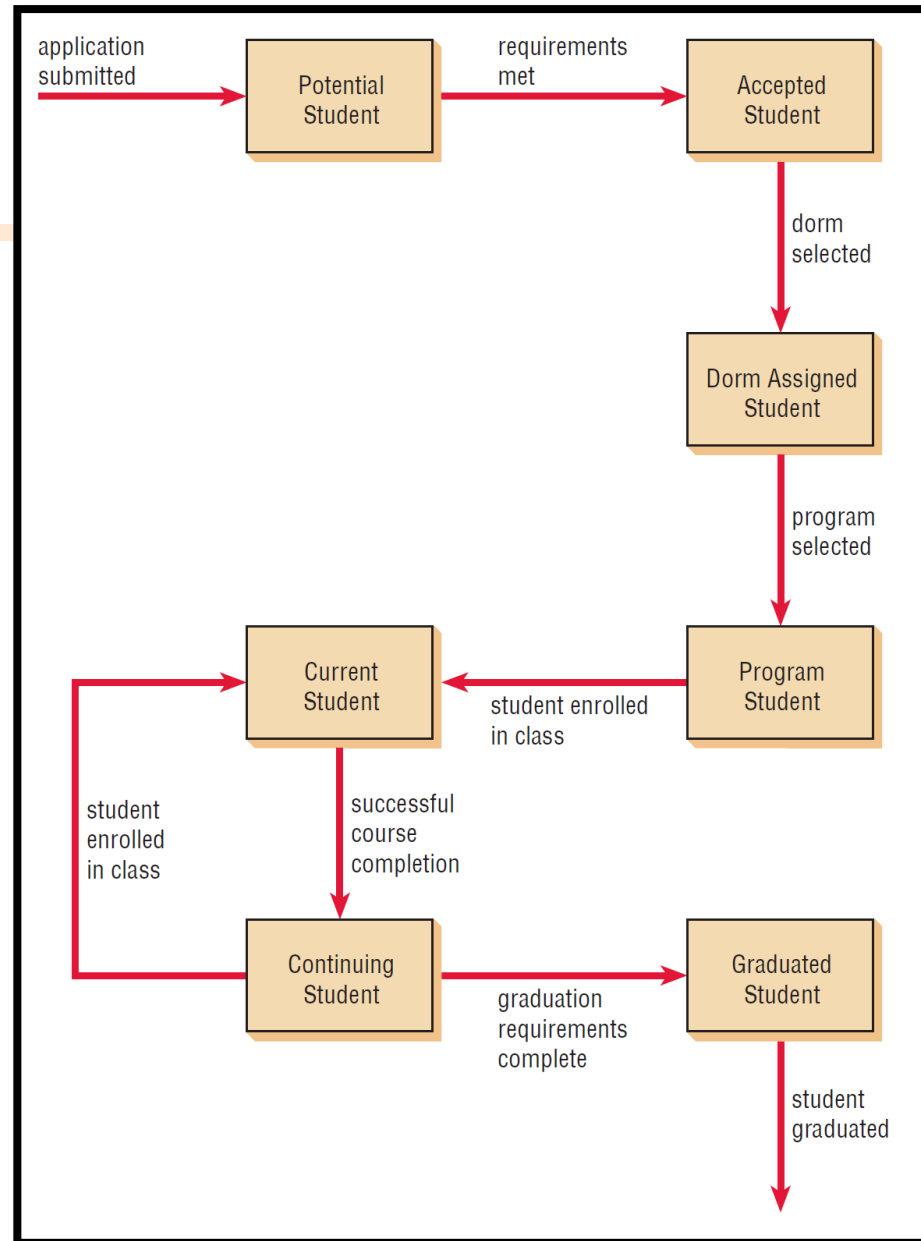 application
submitted
Potential
Student
requirements
met
Accepted
Student
dorm
selected
Dorm Assigned
Student
program
selected
Program
Student
student enrolled
in class
Current
Student
student
enrolled
in class
successful
course
completion
Continuing
Student
graduation
requirements
complete
Graduated
Student
student
graduated